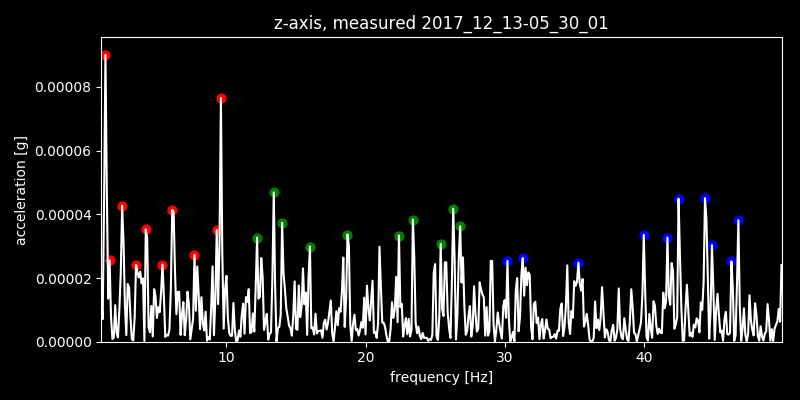 z-axis, measured 2017_12_13-05_30_01
0.00008
0.00006
0.00004
0.00002
0.00000
acceleration [g]
10 20 30 40
frequency [Hz]